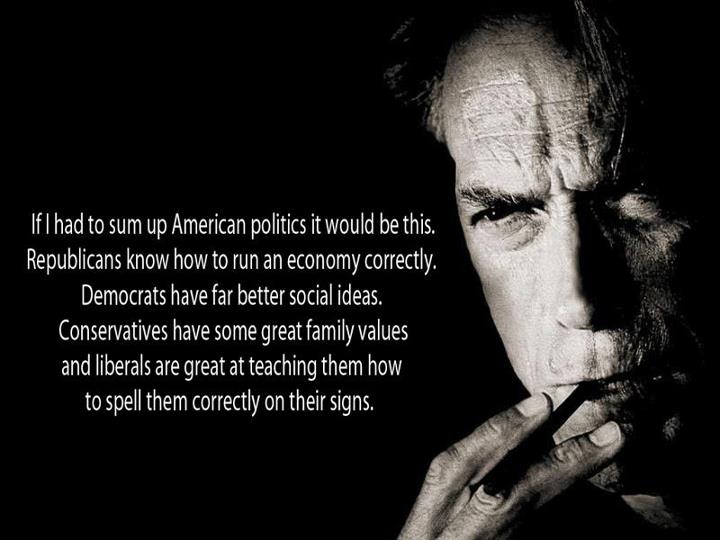 If I had to sum up American politics it would be this.
Republicans know how to run an economy correctly.
Democrats have far better social ideas.
Conservatives have some great family values
and liberals are great at teaching them how
to spell them correctly on their signs.